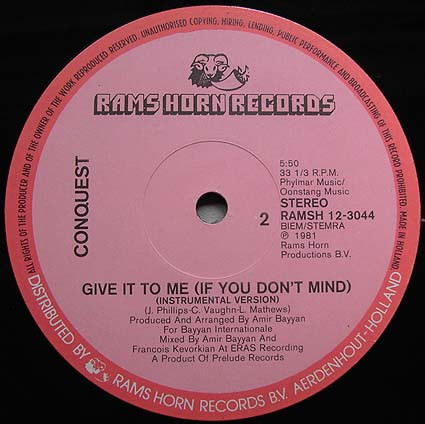 ALL RIGHTS OF THE PRODUCER AND OF THE OWNER OF THE WORK REPRODUCED RESERVED. UNAUTHORISED COPYING, HIRING, LENDING, PUBLIC PERFORMANCE AND BROADCASTING OF THIS RECORD PROHIBITED. MADE IN HOLLAND.
RAMS HORN RECORDS
CONQUEST
5:50
33 1/3 R.P.M.
Phylmar Music/
Oonstang Music
STEREO
2
RAMSH 12-3044
BIEM/STEMRA
℗ 1981
Rams Horn
Productions B.V.
GIVE IT TO ME (IF YOU DON'T MIND)
(INSTRUMENTAL VERSION)
(J. Phillips-C. Vaughn-L. Mathews)
Produced And Arranged By Amir Bayyan
For Bayyan Internationale
Mixed By Amir Bayyan And
Francois Kevorkian At ERAS Recording
A Product Of Prelude Records
DISTRIBUTED BY RAMS HORN RECORDS B.V. AERDENHOUT-HOLLAND